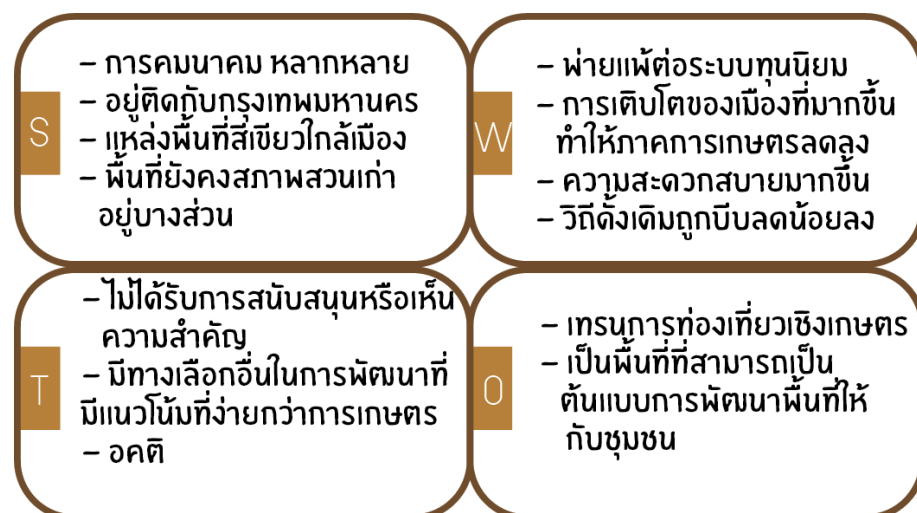 S
– การคมนาคม หลากหลาย
– อยู่ติดกับกรุงเทพมหานคร
– แหล่งพื้นที่สีเขียวใกล้เมือง
– พื้นที่ยังคงสภาพสวนเก่า
อยู่บางส่วน
W
– พ่ายแพ้ต่อระบบทุนนิยม
– การเติบโตของเมืองที่มากขึ้น
ทำให้ภาคการเกษตรลดลง
– ความสะดวกสบายมากขึ้น
– วิถีดั้งเดิมถูกบีบลดน้อยลง
T
– ไม่ได้รับการสนับสนุนหรือเห็น
ความสำคัญ
– มีทางเลือกอื่นในการพัฒนาที่
มีแนวโน้มที่ง่ายกว่าการเกษตร
– อคติ
O
– เทรนการท่องเที่ยวเชิงเกษตร
– เป็นพื้นที่ที่สามารถเป็น
ต้นแบบการพัฒนาพื้นที่ให้
กับชุมชน